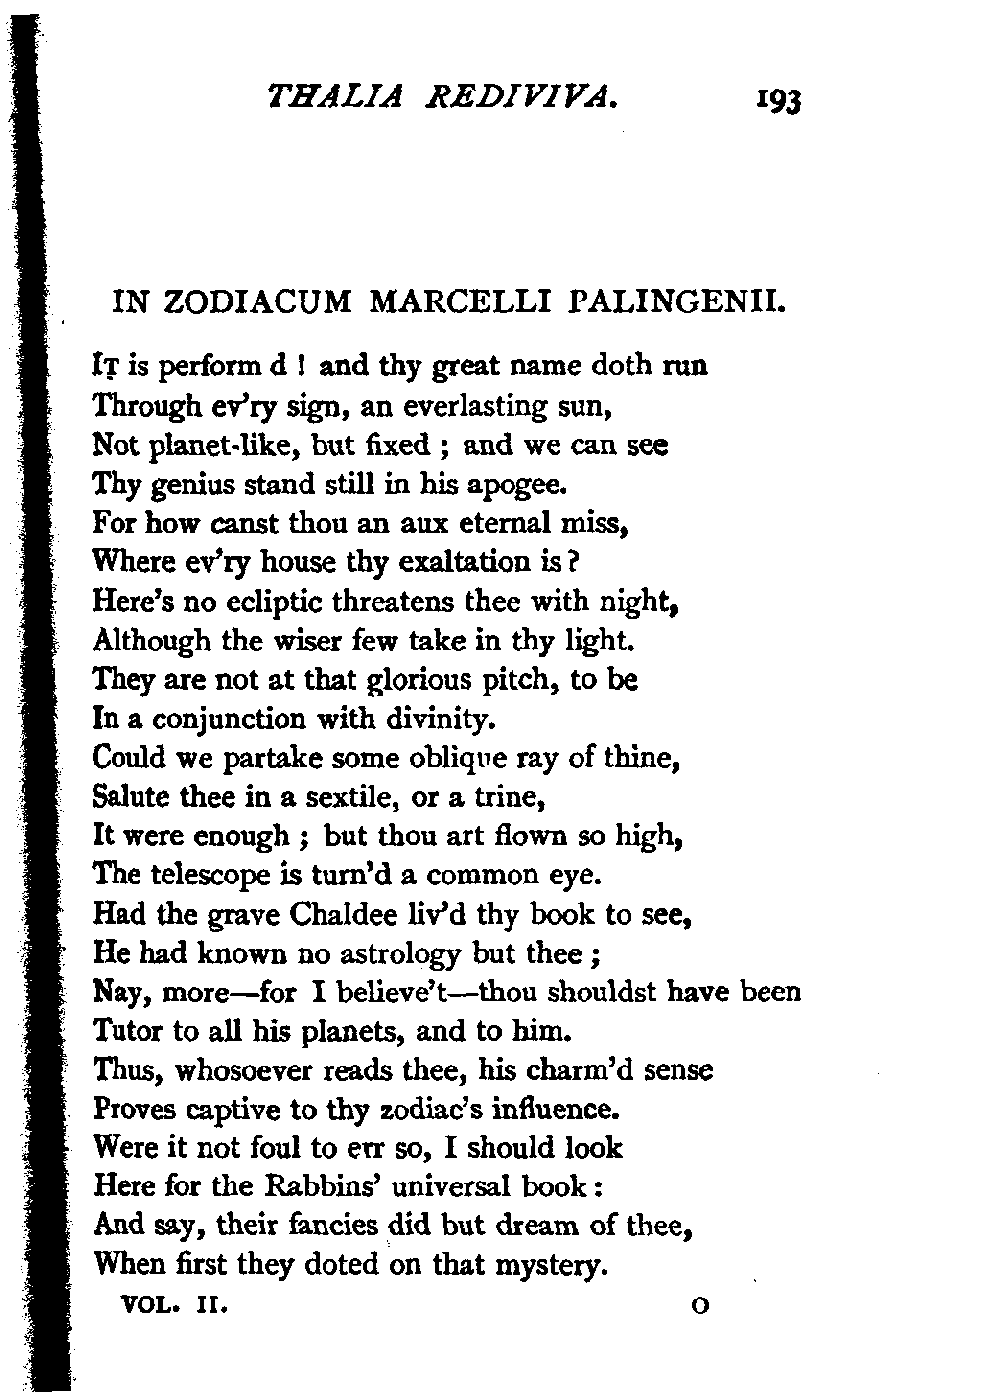 THALIA REDIVIVA. 193
IN ZODIACUM MARCELLI PALINGENII.
IT is perform d ! and thy great name doth run
Through ev'ry sign, an everlasting sun,
Not planet-like, but fixed ; and we can see
Thy genius stand still in his apogee.
For how canst thou an aux eternal miss,
Where ev'ry house thy exaltation is ?
Here's no ecliptic threatens thee with night,
Although the wiser few take in thy light.
They are not at that glorious pitch, to be
In a conjunction with divinity.
Could we partake some oblique ray of thine,
Salute thee in a sextile, or a trine,
It were enough ; but thou art flown so high,
The telescope is turn'd a common eye.
Had the grave Chaldee liv'd thy book to see,
He had known no astrology but thee ;
Nay, more—for I believe't—thou shouldst have been
Tutor to all his planets, and to him.
Thus, whosoever reads thee, his charm'd sense
Proves captive to thy zodiac's influence.
Were it not foul to err so, I should look
Here for the Rabbins' universal book :
And say, their fancies did but dream of thee,
When first they doted on that mystery.
VOL. II. O